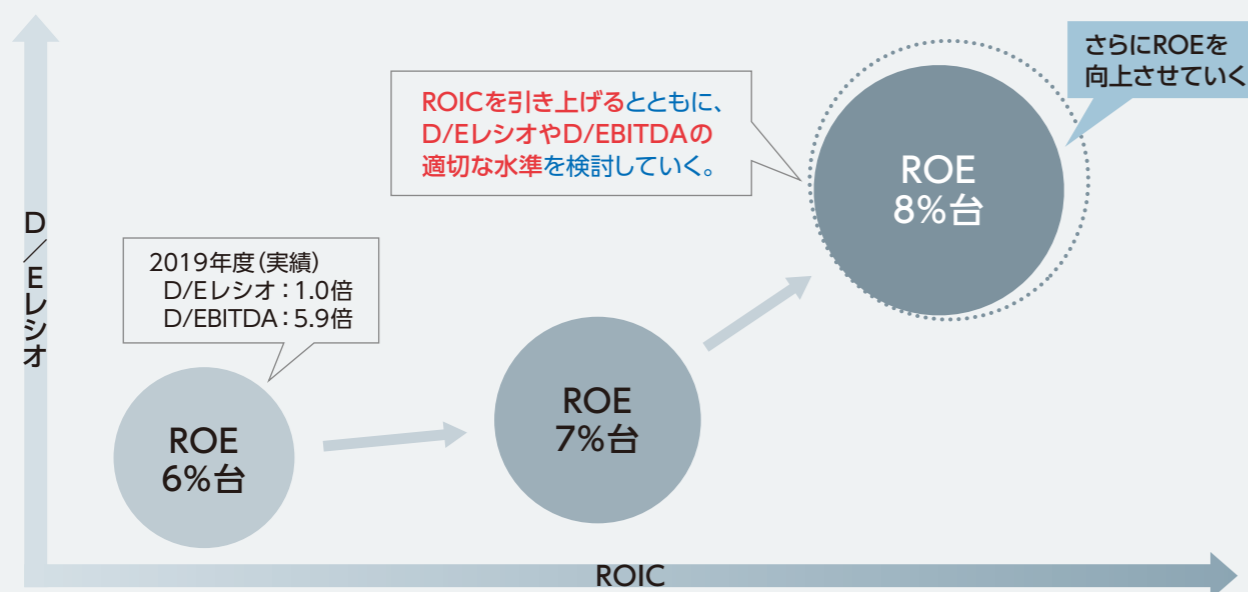 さらにROEを
向上させていく
ROICを引き上げるとともに、
D/EレシオやD/EBITDAの
適切な水準を検討していく。
ROE
8%台
D/Eレシオ
2019年度(実績)
D/Eレシオ:1.0倍
D/EBITDA:5.9倍
ROE
7%台
ROE
6%台
ROIC